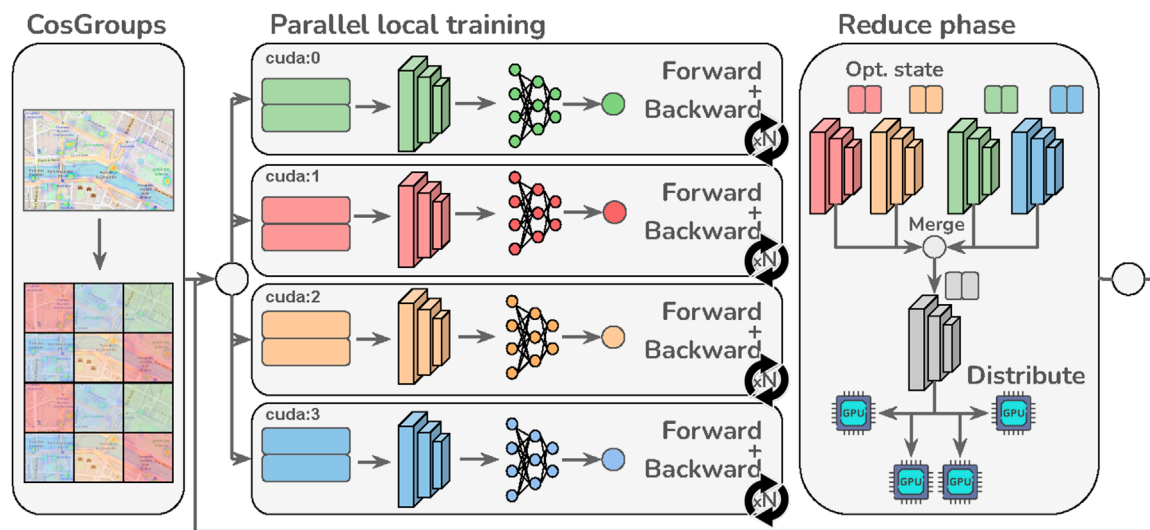 CosGroups
Parallel local training
cuda:0
Forward
+
Backward
xN
cuda:1
Forward
+
Backward
xN
cuda:2
Forward
+
Backward
xN
cuda:3
Forward
+
Backward
xN
Reduce phase
Opt. state
Merge
Distribute
GPU
GPU
GPU
GPU